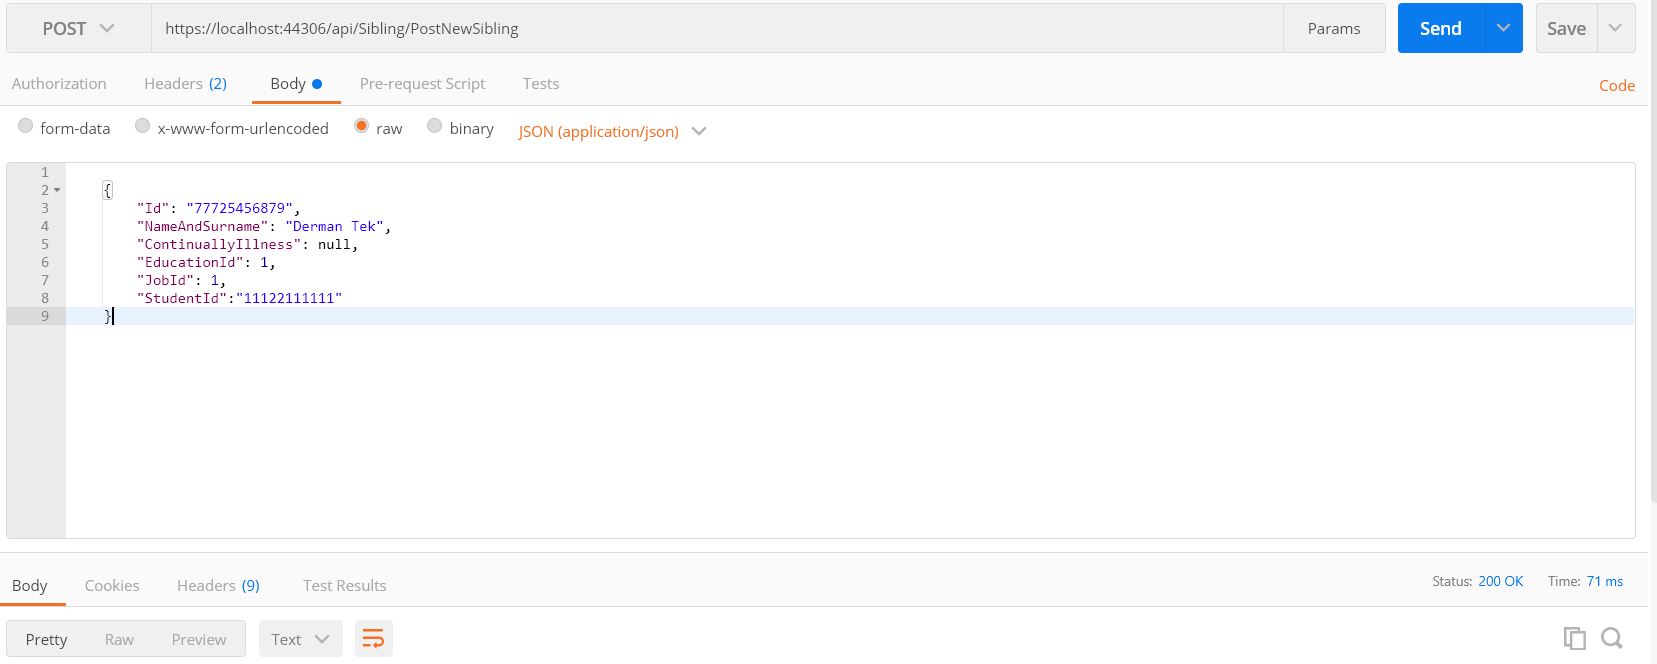 POST https://localhost:44306/api/Sibling/PostNewSibling Params Send Save
Authorization Headers (2) Body Pre-request Script Tests Code
form-data x-www-form-urlencoded raw binary JSON (application/json)
1
2 {
3 "Id": "77725456879",
4 "NameAndSurname": "Derman Tek",
5 "ContinuallyIllness": null,
6 "EducationId": 1,
7 "JobId": 1,
8 "StudentId":"11122111111"
9 }
Body Cookies Headers (9) Test Results Status: 200 OK Time: 71 ms
Pretty Raw Preview Text